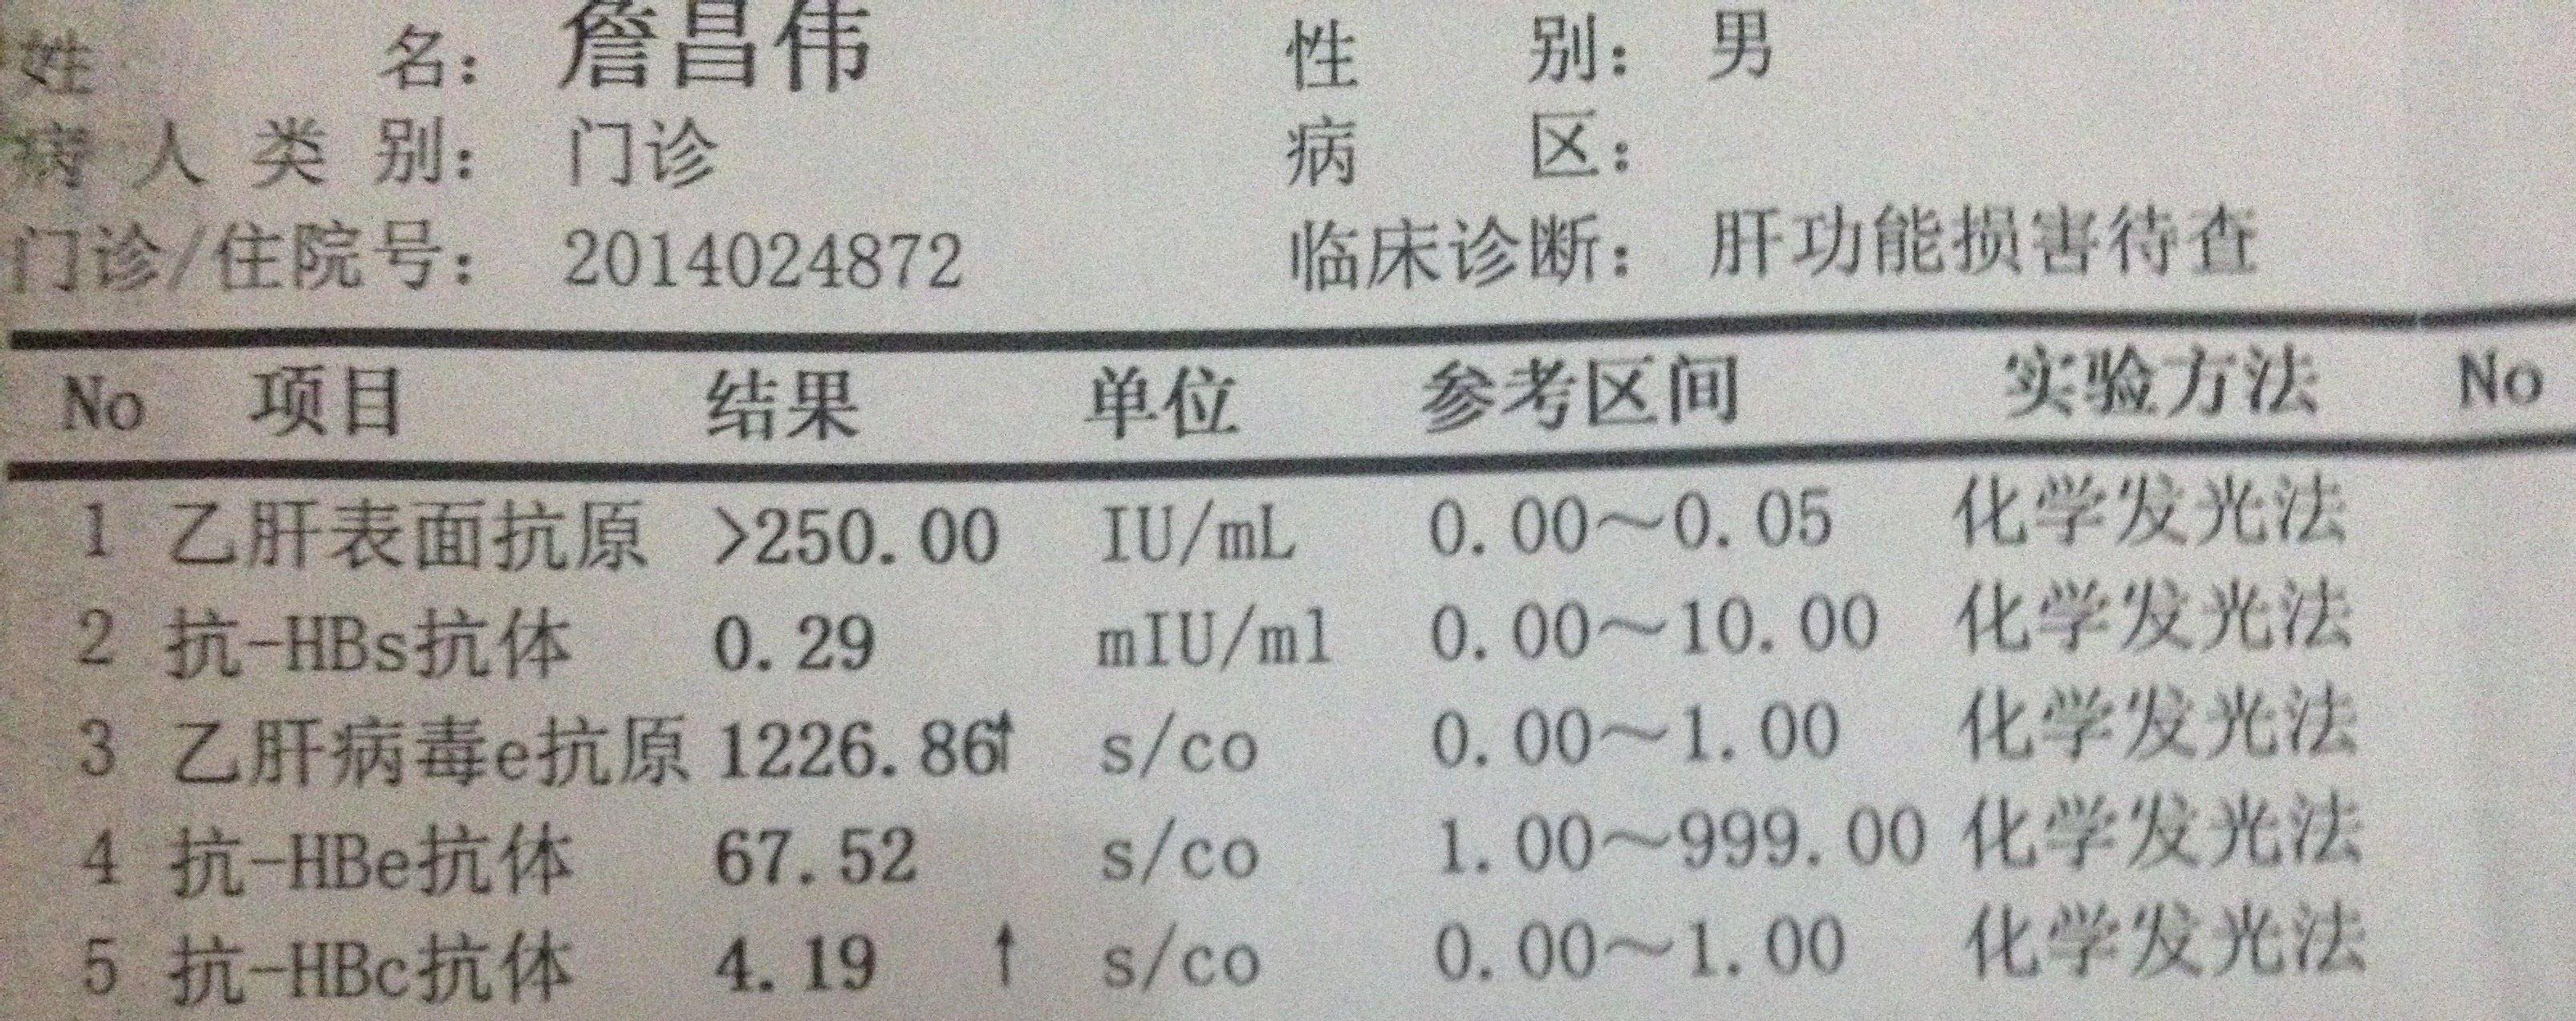 姓名：詹昌伟 性别：男
病人类别：门诊 病区：
门诊/住院号：2014024872 临床诊断：肝功能损害待查
No 项目 结果 单位 参考区间 实验方法 No
1 乙肝表面抗原 >250.00 IU/mL 0.00～0.05 化学发光法
2 抗-HBs抗体 0.29 mIU/ml 0.00～10.00 化学发光法
3 乙肝病毒e抗原 1226.86↑ s/co 0.00～1.00 化学发光法
4 抗-HBe抗体 67.52 s/co 1.00～999.00 化学发光法
5 抗-HBc抗体 4.19 ↑ s/co 0.00～1.00 化学发光法